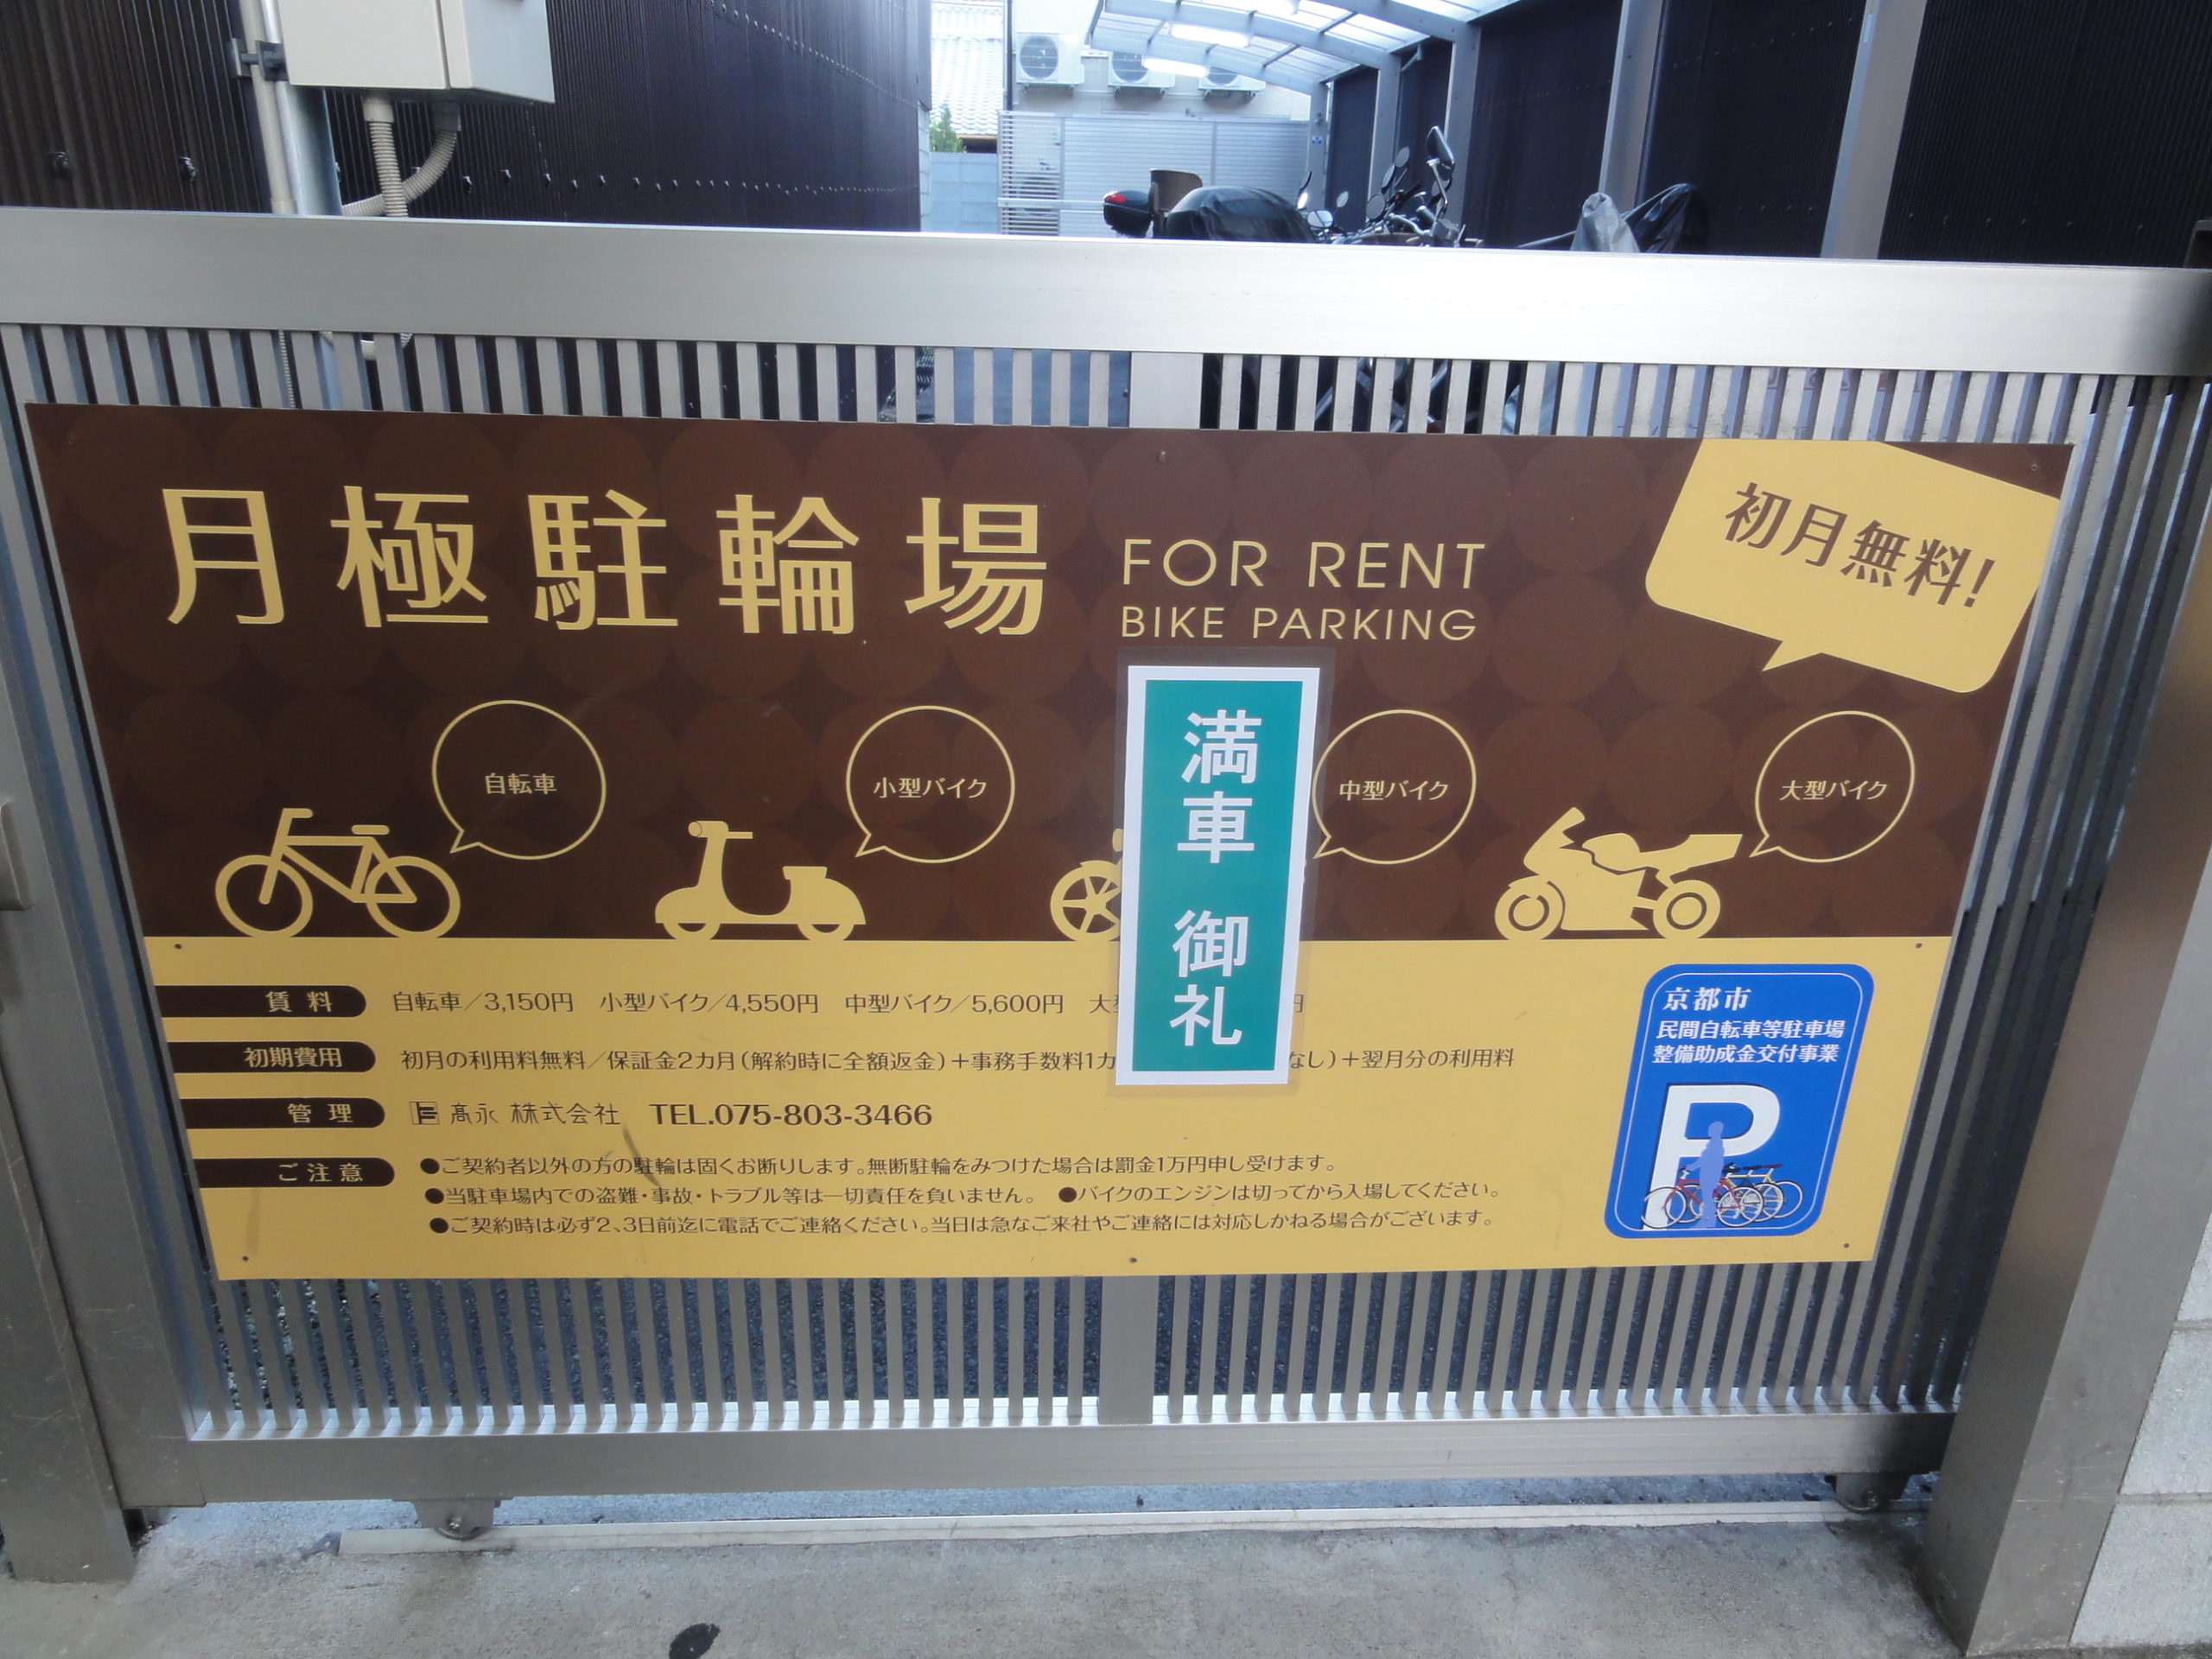 月極駐輪場
FOR RENT
BIKE PARKING
初月無料!
自転車
小型バイク
中型バイク
大型バイク
満車 御礼
賃料 自転車/3,150円 小型バイク/4,550円 中型バイク/5,600円 大 円
初期費用 初月の利用料無料/保証金2カ月(解約時に全額返金)+事務手数料1カ なし)+翌月分の利用料
管理 髙永 株式会社 TEL.075-803-3466
ご注意 ●ご契約者以外の方の駐輪は固くお断りします。無断駐輪をみつけた場合は罰金1万円申し受けます。
●当駐車場内での盗難・事故・トラブル等は一切責任を負いません。 ●バイクのエンジンは切ってから入場してください。
●ご契約時は必ず2、3日前迄に電話でご連絡ください。当日は急なご来社やご連絡には対応しかねる場合がございます。
京都市
民間自転車等駐車場
整備助成金交付事業
P